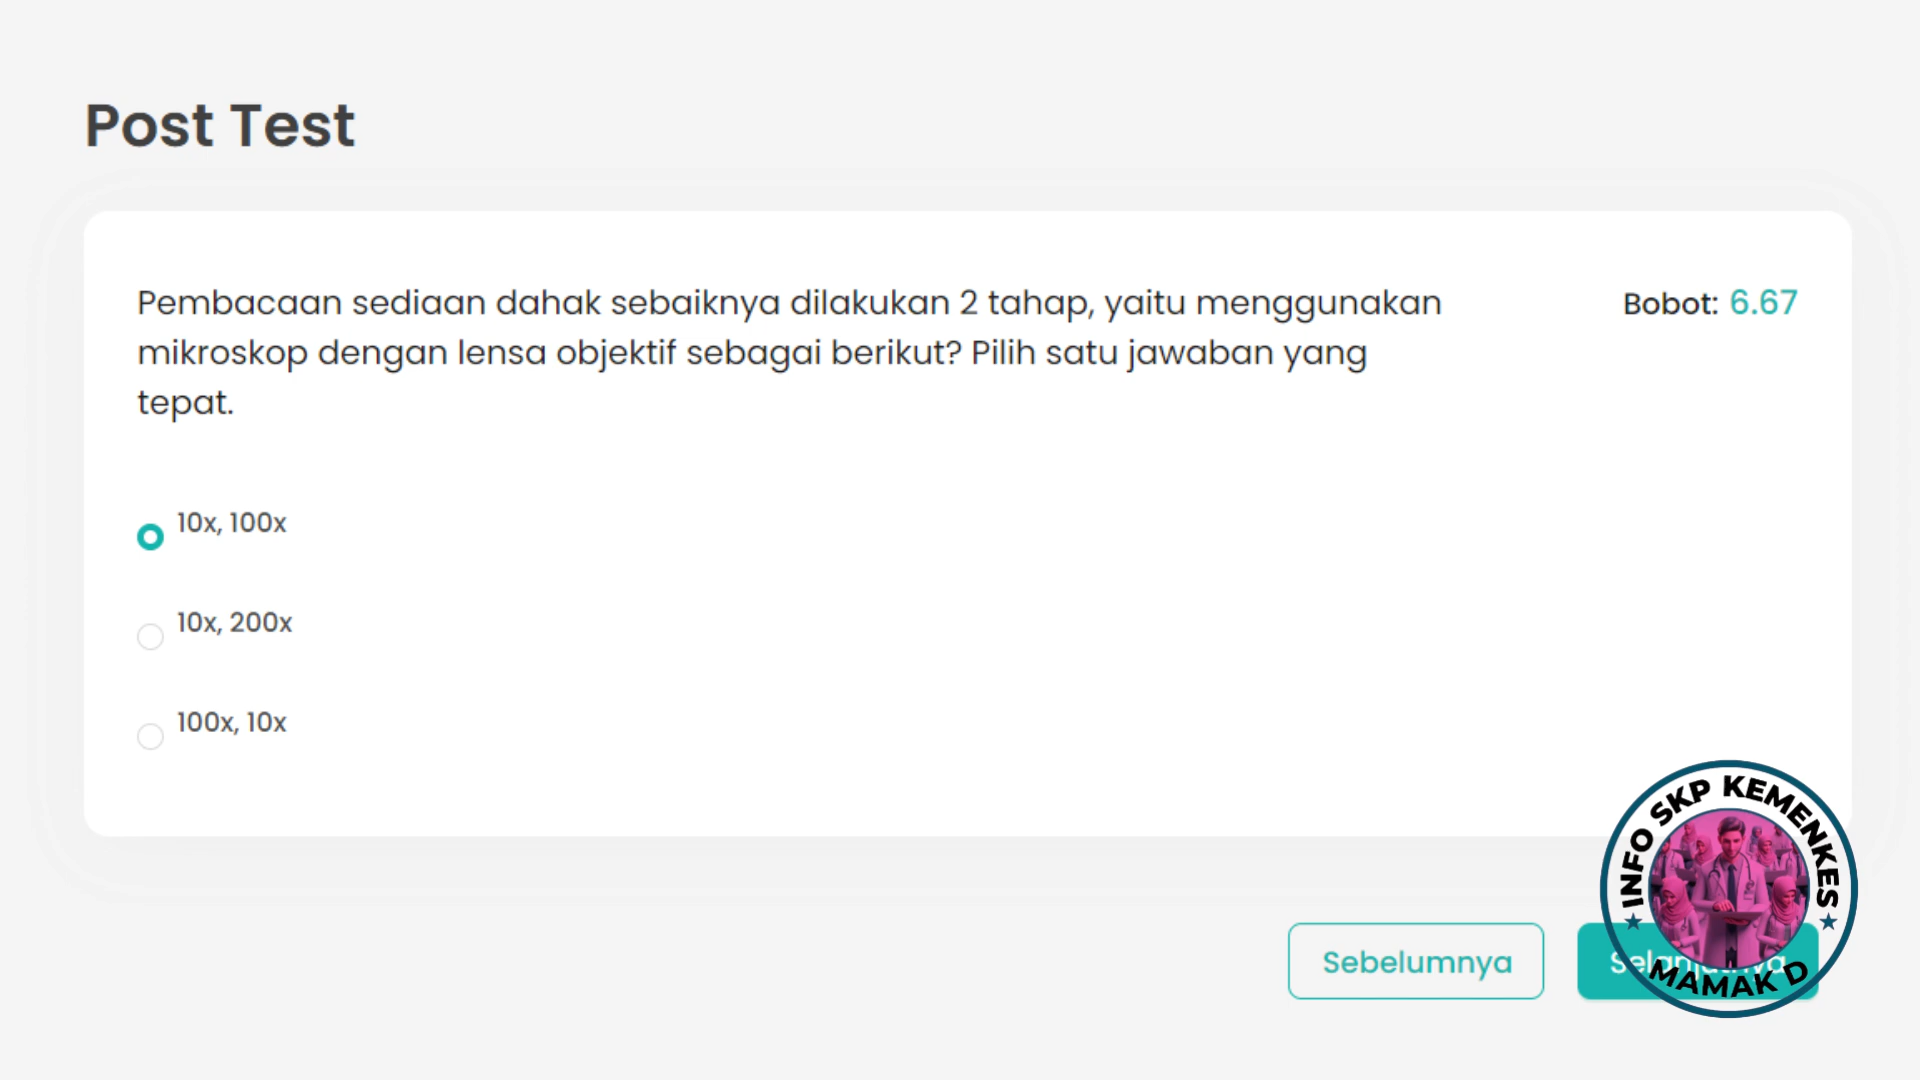 Post Test
Pembacaan sediaan dahak sebaiknya dilakukan 2 tahap, yaitu menggunakan
mikroskop dengan lensa objektif sebagai berikut? Pilih satu jawaban yang
tepat.
Bobot: 6.67
10x, 100x
10x, 200x
100x, 10x
Sebelumnya
INFO SKP KEMENKES
MAMAK D